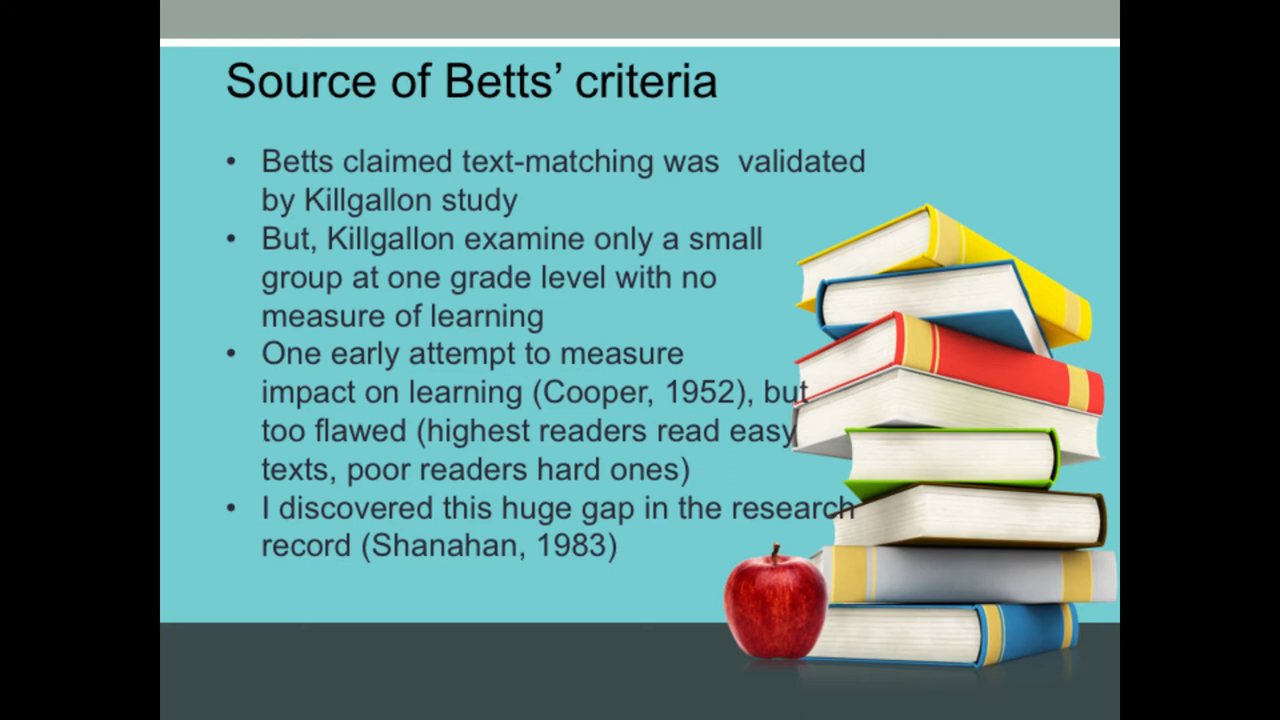 Source of Betts’ criteria
• Betts claimed text-matching was  validated
by Killgallon study
• But, Killgallon examine only a small
group at one grade level with no
measure of learning
• One early attempt to measure
impact on learning (Cooper, 1952), but
too flawed (highest readers read easy
texts, poor readers hard ones)
• I discovered this huge gap in the research
record (Shanahan, 1983)